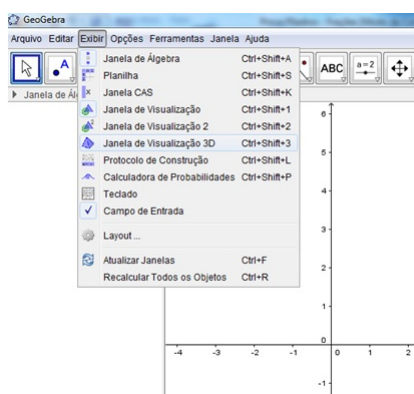 GeoGebra
Arquivo Editar Exibir Opções Ferramentas Janela Ajuda
ABC a=2
Janela de Ál
Janela de Álgebra Ctrl+Shift+A
Planilha Ctrl+Shift+S
Janela CAS Ctrl+Shift+K
Janela de Visualização Ctrl+Shift+1
Janela de Visualização 2 Ctrl+Shift+2
Janela de Visualização 3D Ctrl+Shift+3
Protocolo de Construção Ctrl+Shift+L
Calculadora de Probabilidades Ctrl+Shift+P
Teclado
Campo de Entrada
Layout ...
Atualizar Janelas Ctrl+F
Recalcular Todos os Objetos Ctrl+R
6
5
4
3
2
1
0
-4 -3 -2 -1 0 1 2
-1